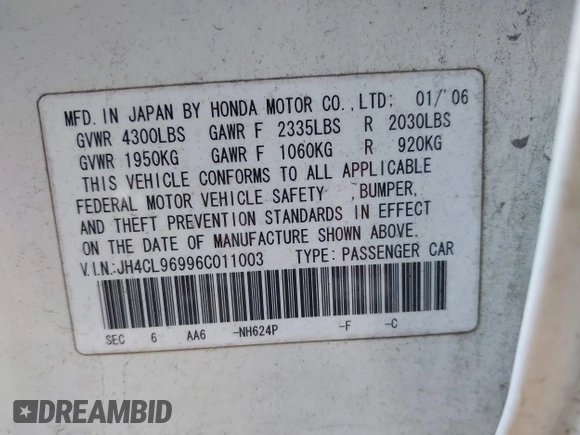 MFD. IN JAPAN BY HONDA MOTOR CO., LTD: 01/'06
GVWR 4300LBS GAWR F 2335LBS R 2030LBS
GVWR 1950KG GAWR F 1060KG R 920KG
THIS VEHICLE CONFORMS TO ALL APPLICABLE
FEDERAL MOTOR VEHICLE SAFETY ,BUMPER,
AND THEFT PREVENTION STANDARDS IN EFFECT
ON THE DATE OF MANUFACTURE SHOWN ABOVE.
V.I.N.:JH4CL96996C011003 TYPE: PASSENGER CAR
SEC 6 AA6 -NH624P -F -C
DREAMBID